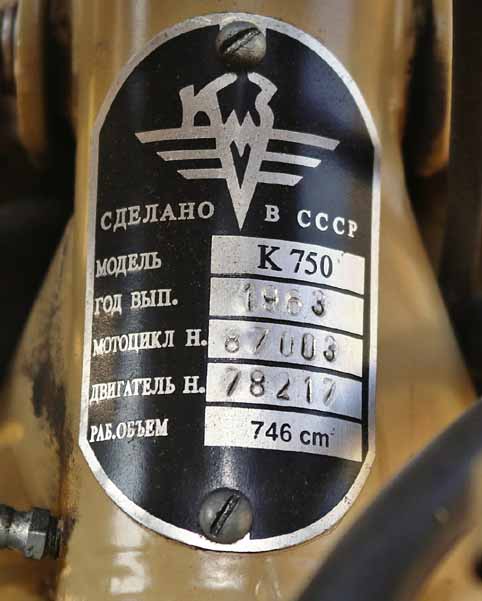 КМЗ
СДЕЛАНО В СССР
МОДЕЛЬ К 750
ГОД ВЫП. 1963
МОТОЦИКЛ Н. 87003
ДВИГАТЕЛЬ Н. 78217
РАБ.ОБЪЕМ 746 cm